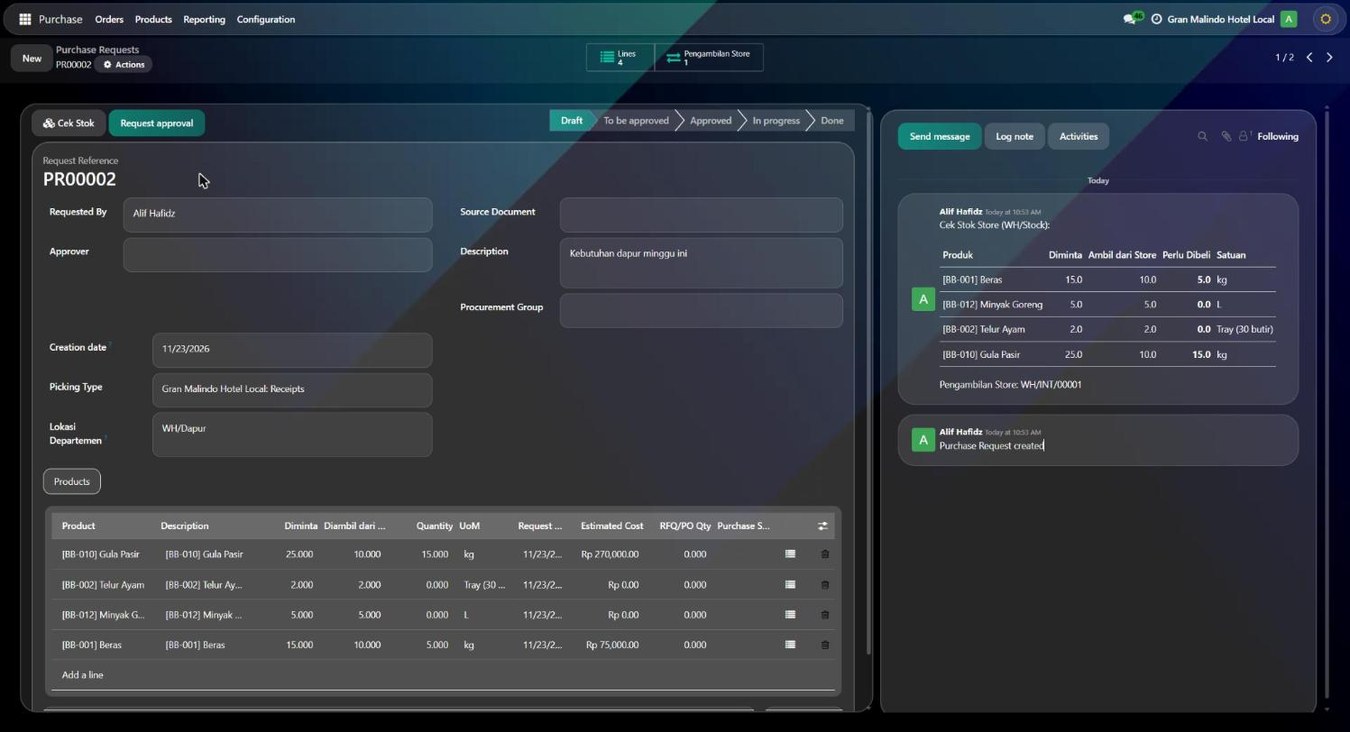 Purchase Orders Products Reporting Configuration
46 Gran Malindo Hotel Local A
New Purchase Requests
PR00002 Actions
Lines 4
Pengambilan Store 1
1 / 2
Cek Stok Request approval
Draft To be approved Approved In progress Done
Request Reference
PR00002
Requested By Alif Hafidz
Approver
Source Document
Description Kebutuhan dapur minggu ini
Procurement Group
Creation date ? 11/23/2026
Picking Type Gran Malindo Hotel Local: Receipts
Lokasi Departemen ? WH/Dapur
Products
Product Description Diminta Diambil dari ... Quantity UoM Request ... Estimated Cost RFQ/PO Qty Purchase S...
[BB-010] Gula Pasir [BB-010] Gula Pasir 25.000 10.000 15.000 kg 11/23/2... Rp 270,000.00 0.000
[BB-002] Telur Ayam [BB-002] Telur Ay... 2.000 2.000 0.000 Tray (30 ... 11/23/2... Rp 0.00 0.000
[BB-012] Minyak G... [BB-012] Minyak ... 5.000 5.000 0.000 L 11/23/2... Rp 0.00 0.000
[BB-001] Beras [BB-001] Beras 15.000 10.000 5.000 kg 11/23/2... Rp 75,000.00 0.000
Add a line
Send message Log note Activities 1 Following
Today
Alif Hafidz Today at 10:53 AM
Cek Stok Store (WH/Stock):
Produk Diminta Ambil dari Store Perlu Dibeli Satuan
[BB-001] Beras 15.0 10.0 5.0 kg
A
[BB-012] Minyak Goreng 5.0 5.0 0.0 L
[BB-002] Telur Ayam 2.0 2.0 0.0 Tray (30 butir)
[BB-010] Gula Pasir 25.0 10.0 15.0 kg
Pengambilan Store: WH/INT/00001
A Alif Hafidz Today at 10:53 AM
Purchase Request created